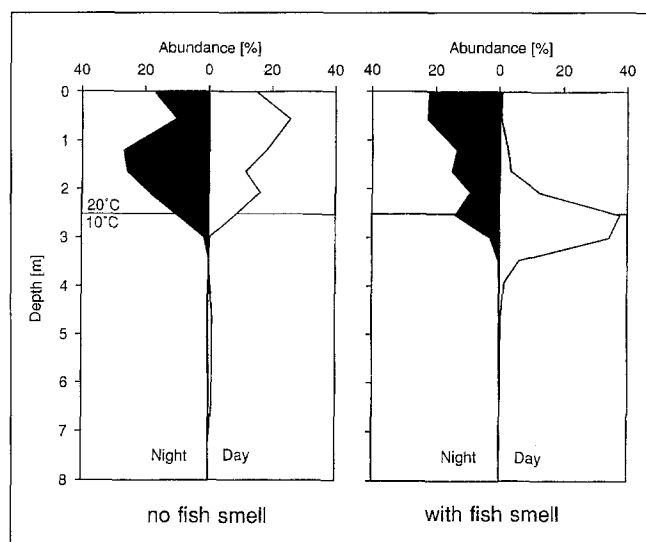 Abundance [%]
40 20 0 20 40
Abundance [%]
40 20 0 20 40
0
1
2
20°C
10°C
3
4
5
6
7
8
Depth [m]
Night Day
Night Day
no fish smell
with fish smell